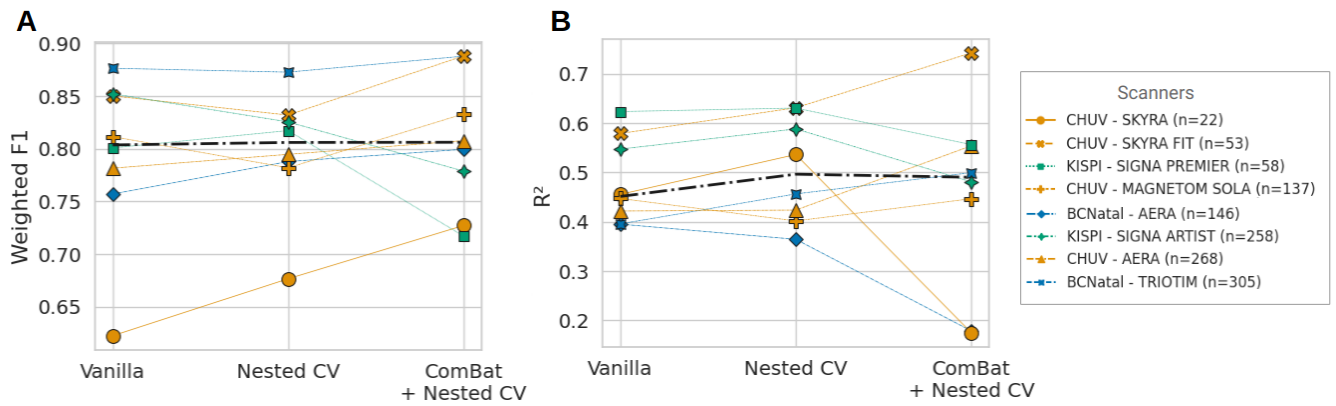 A
B
Weighted F1
0.90
0.85
0.80
0.75
0.70
0.65
Vanilla
Nested CV
ComBat
+ Nested CV
R²
0.7
0.6
0.5
0.4
0.3
0.2
Vanilla
Nested CV
ComBat
+ Nested CV
Scanners
CHUV - SKYRA (n=22)
CHUV - SKYRA FIT (n=53)
KISPI - SIGNA PREMIER (n=58)
CHUV - MAGNETOM SOLA (n=137)
BCNatal - AERA (n=146)
KISPI - SIGNA ARTIST (n=258)
CHUV - AERA (n=268)
BCNatal - TRIOTIM (n=305)